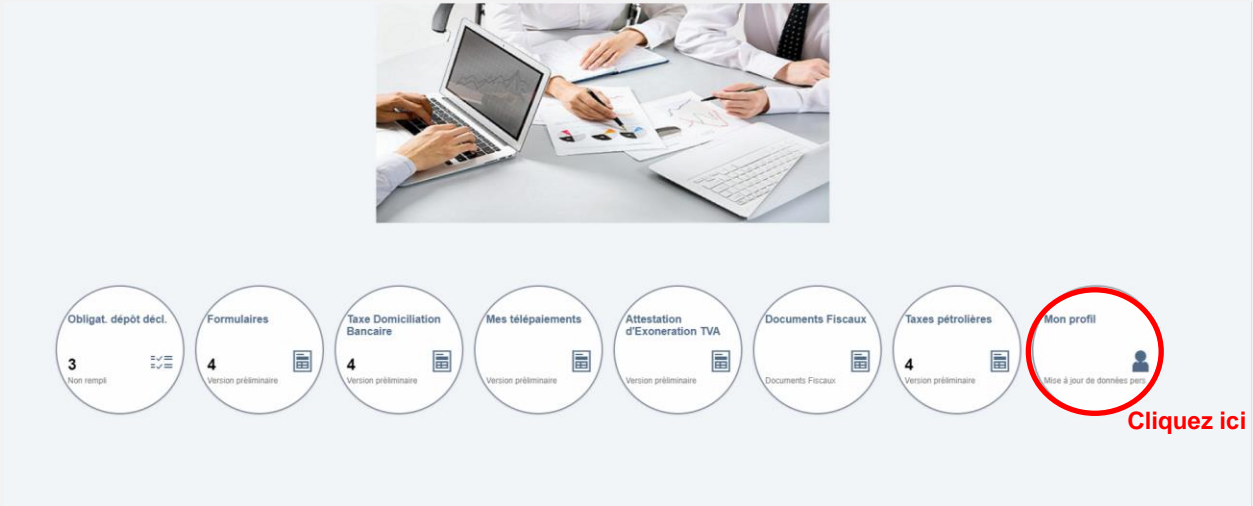 Obligat. dépôt décl.
3
Non rempli
Formulaires
4
Version préliminaire
Taxe Domiciliation
Bancaire
4
Version préliminaire
Mes télépaiements
Version préliminaire
Attestation
d'Exoneration TVA
Version préliminaire
Documents Fiscaux
Documents Fiscaux
Taxes pétrolières
4
Version préliminaire
Mon profil
Mise à jour de données pers
Cliquez ici